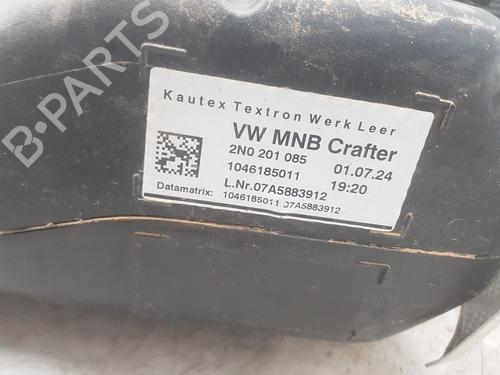 B-PARTS
Kautex Textron Werk Leer
VW MNB Crafter
2N0 201 085 01.07.24
1046185011 19:20
L.Nr.07A5883912
Datamatrix: 1046185011 07A5883912